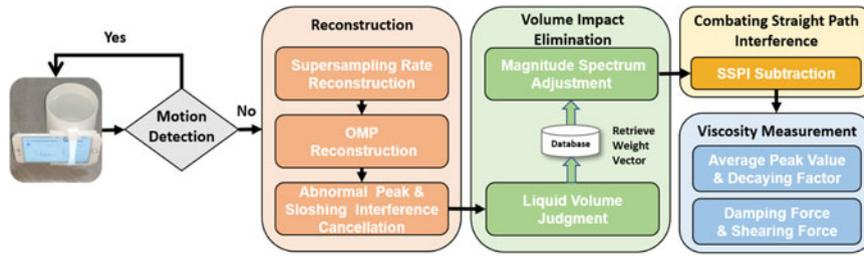 Yes
Motion
Detection
No
Reconstruction
Supersampling Rate
Reconstruction
OMP
Reconstruction
Abnormal Peak &
Sloshing Interference
Cancellation
Volume Impact
Elimination
Magnitude Spectrum
Adjustment
Database
Retrieve
Weight
Vector
Liquid Volume
Judgment
Combating Straight Path
Interference
SSPI Subtraction
Viscosity Measurement
Average Peak Value
& Decaying Factor
Damping Force
& Shearing Force